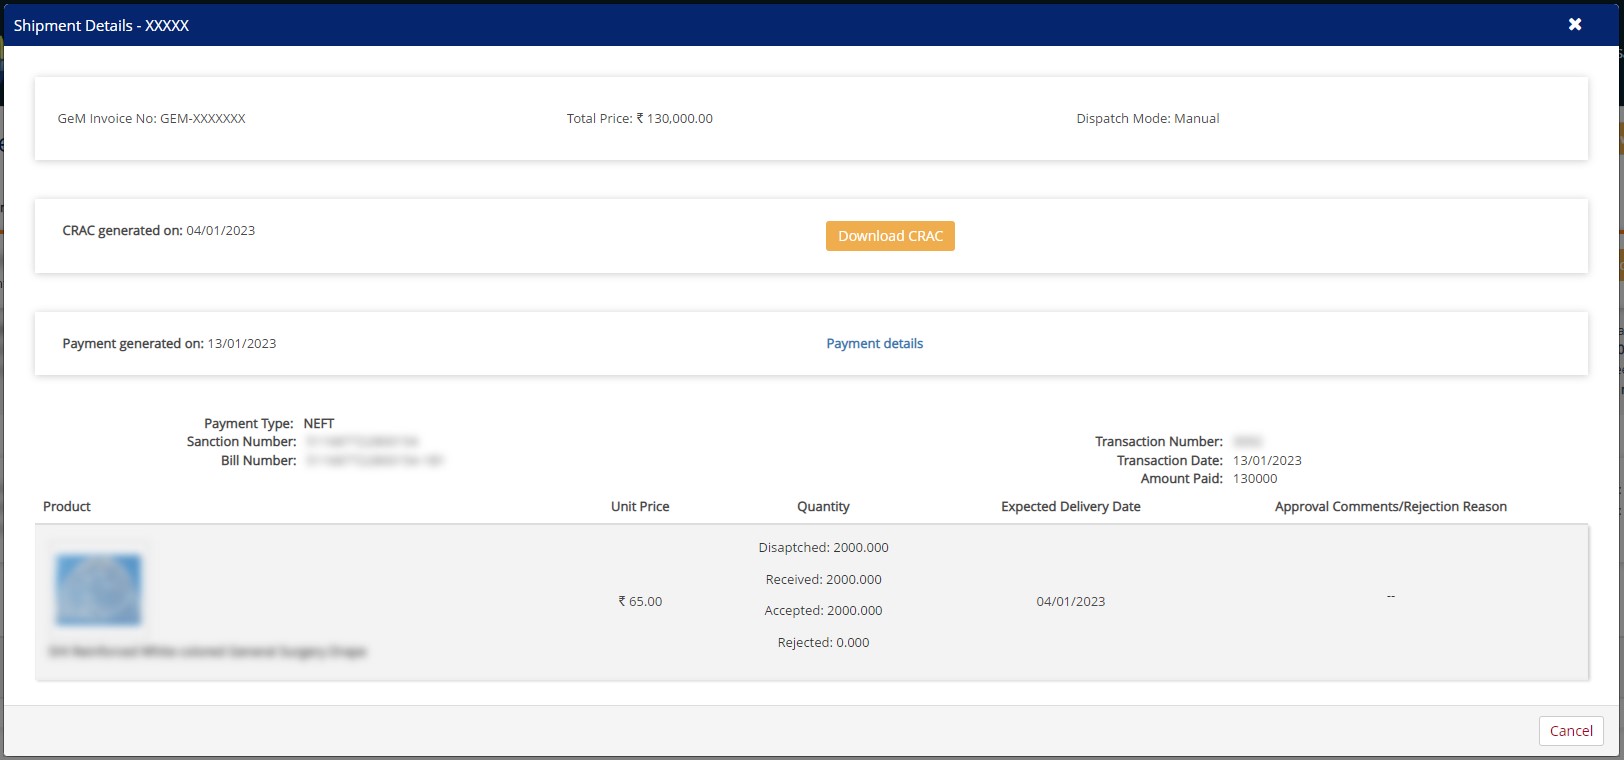 Shipment Details - XXXXX
GeM Invoice No: GEM-XXXXXXX
Total Price: ₹ 130,000.00
Dispatch Mode: Manual
CRAC generated on: 04/01/2023
Download CRAC
Payment generated on: 13/01/2023
Payment details
Payment Type: NEFT
Sanction Number:
Bill Number:
Transaction Number:
Transaction Date: 13/01/2023
Amount Paid: 130000
Product
Unit Price
Quantity
Expected Delivery Date
Approval Comments/Rejection Reason
Disaptched: 2000.000
Received: 2000.000
Accepted: 2000.000
Rejected: 0.000
₹ 65.00
04/01/2023
--
Cancel